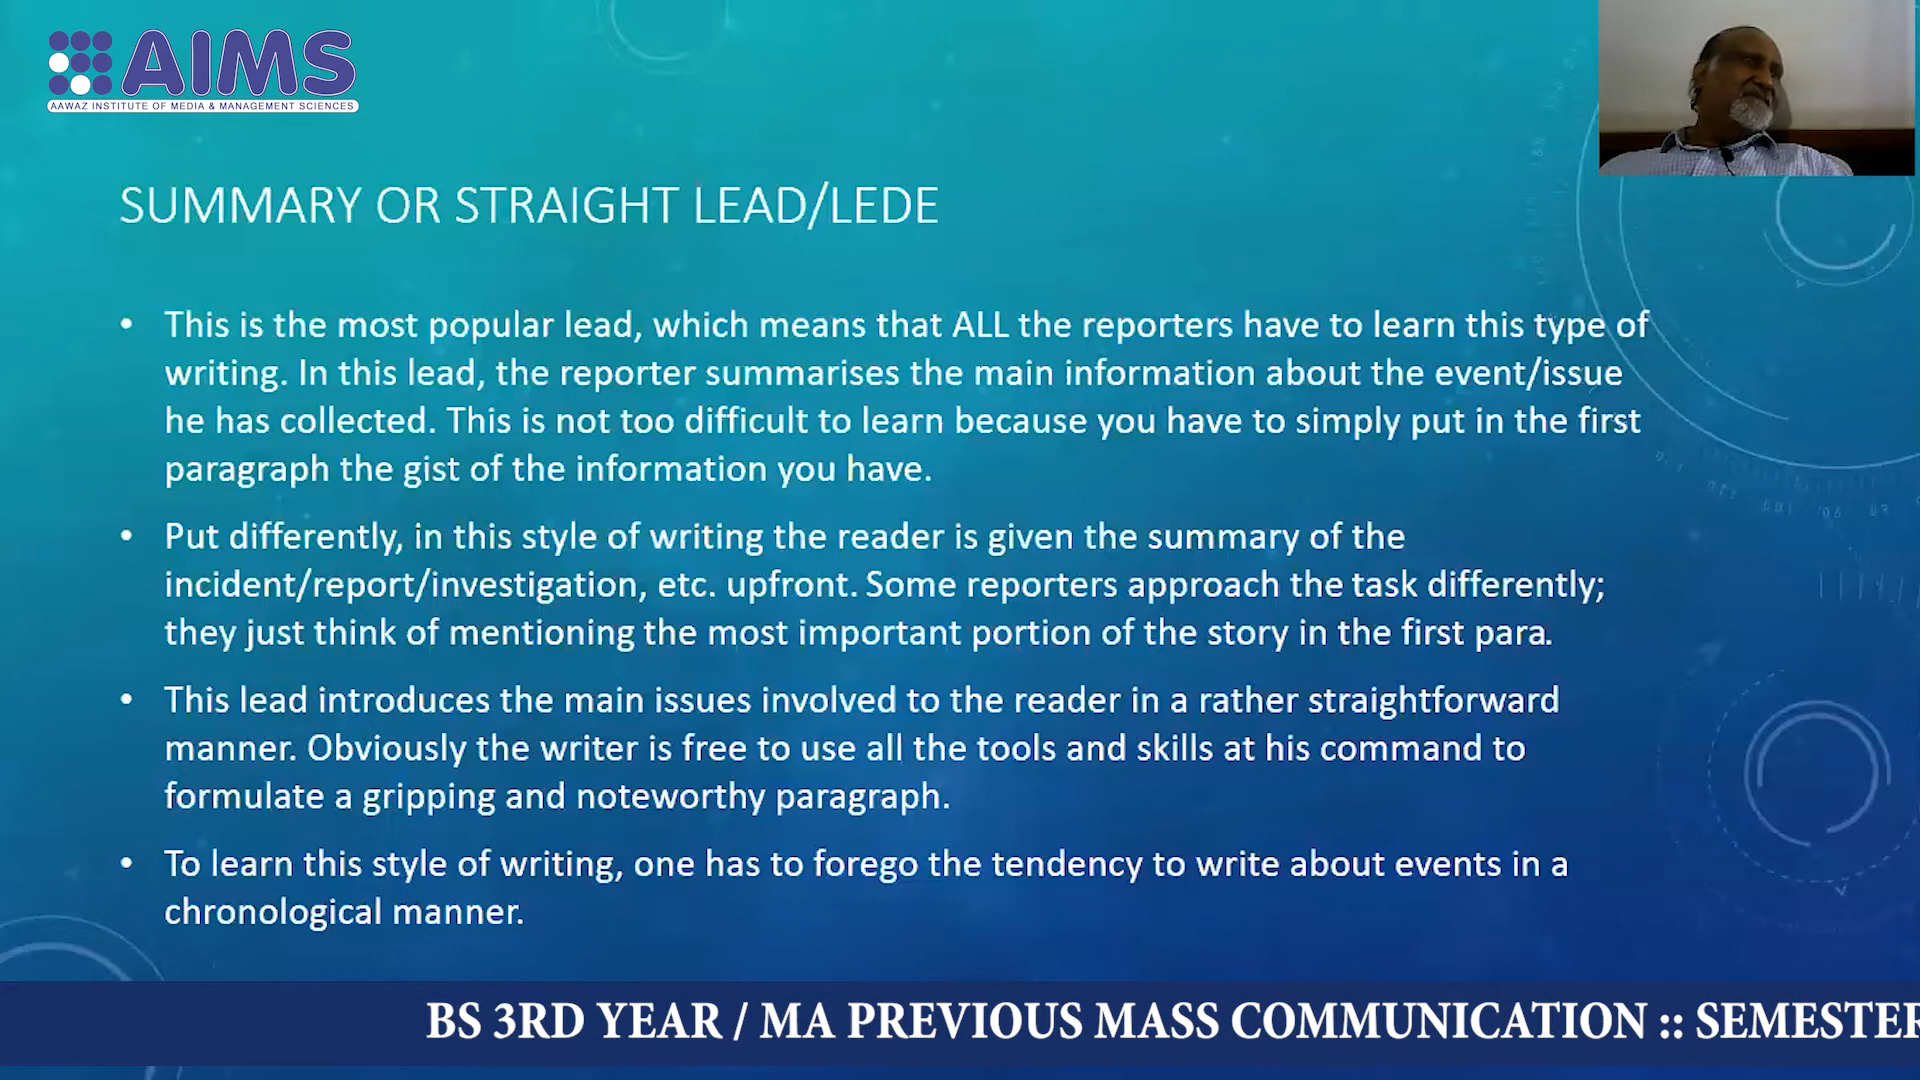 AIMS
AAWAZ INSTITUTE OF MEDIA & MANAGEMENT SCIENCES
SUMMARY OR STRAIGHT LEAD/LEDE
• This is the most popular lead, which means that ALL the reporters have to learn this type of
writing. In this lead, the reporter summarises the main information about the event/issue
he has collected. This is not too difficult to learn because you have to simply put in the first
paragraph the gist of the information you have.
• Put differently, in this style of writing the reader is given the summary of the
incident/report/investigation, etc. upfront. Some reporters approach the task differently;
they just think of mentioning the most important portion of the story in the first para.
• This lead introduces the main issues involved to the reader in a rather straightforward
manner. Obviously the writer is free to use all the tools and skills at his command to
formulate a gripping and noteworthy paragraph.
• To learn this style of writing, one has to forego the tendency to write about events in a
chronological manner.
BS 3RD YEAR / MA PREVIOUS MASS COMMUNICATION :: SEMESTER